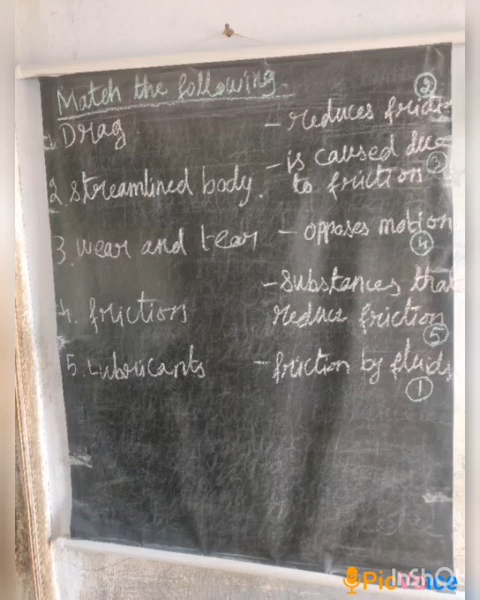 Match the following.
②
1. Drag. - reduces friction
2. Streamlined body. - is caused due
to friction ③
3. wear and tear - opposes motion
④
- Substances that
4. friction reduce friction
⑤
5. Lubricants - friction by fluids
①
InShOt